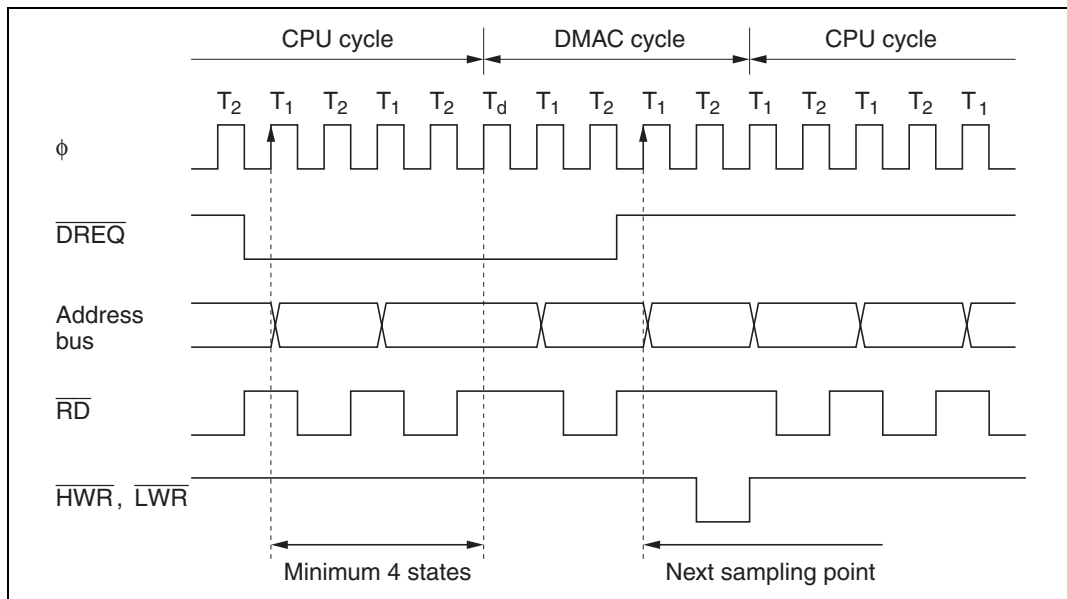 CPU cycle DMAC cycle CPU cycle
T2 T1 T2 T1 T2 Td T1 T2 T1 T2 T1 T2 T1 T2 T1
ϕ
DREQ
Address
bus
RD
HWR, LWR
Minimum 4 states Next sampling point